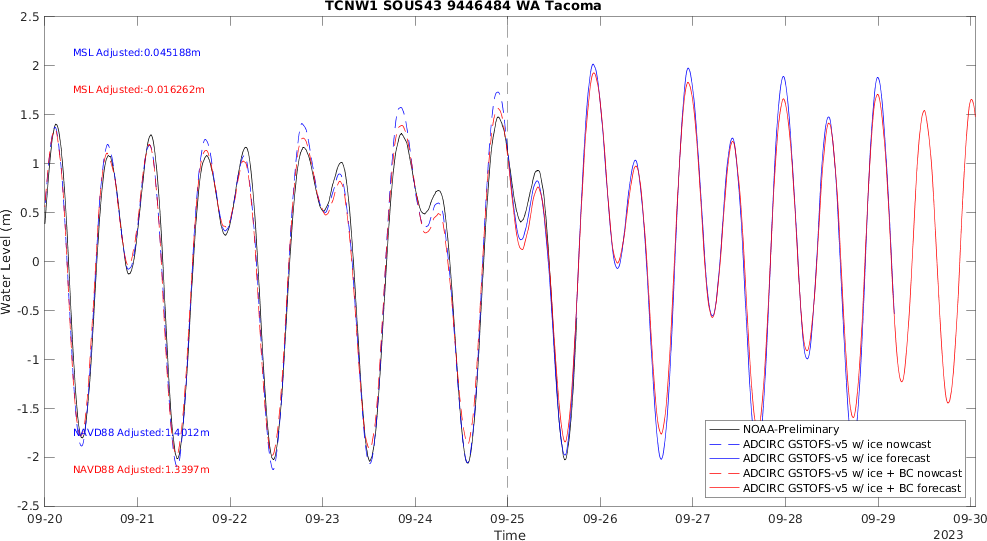 TCNW1 SOUS43 9446484 WA Tacoma
2.5
2
1.5
1
0.5
0
-0.5
-1
-1.5
-2
-2.5
Water Level (m)
MSL Adjusted:0.045188m
MSL Adjusted:-0.016262m
NAVD88 Adjusted:1.4012m
NAVD88 Adjusted:1.3397m
NOAA-Preliminary
ADCIRC GSTOFS-v5 w/ ice nowcast
ADCIRC GSTOFS-v5 w/ ice forecast
ADCIRC GSTOFS-v5 w/ ice + BC nowcast
ADCIRC GSTOFS-v5 w/ ice + BC forecast
09-20 09-21 09-22 09-23 09-24 09-25 09-26 09-27 09-28 09-29 09-30
Time
2023